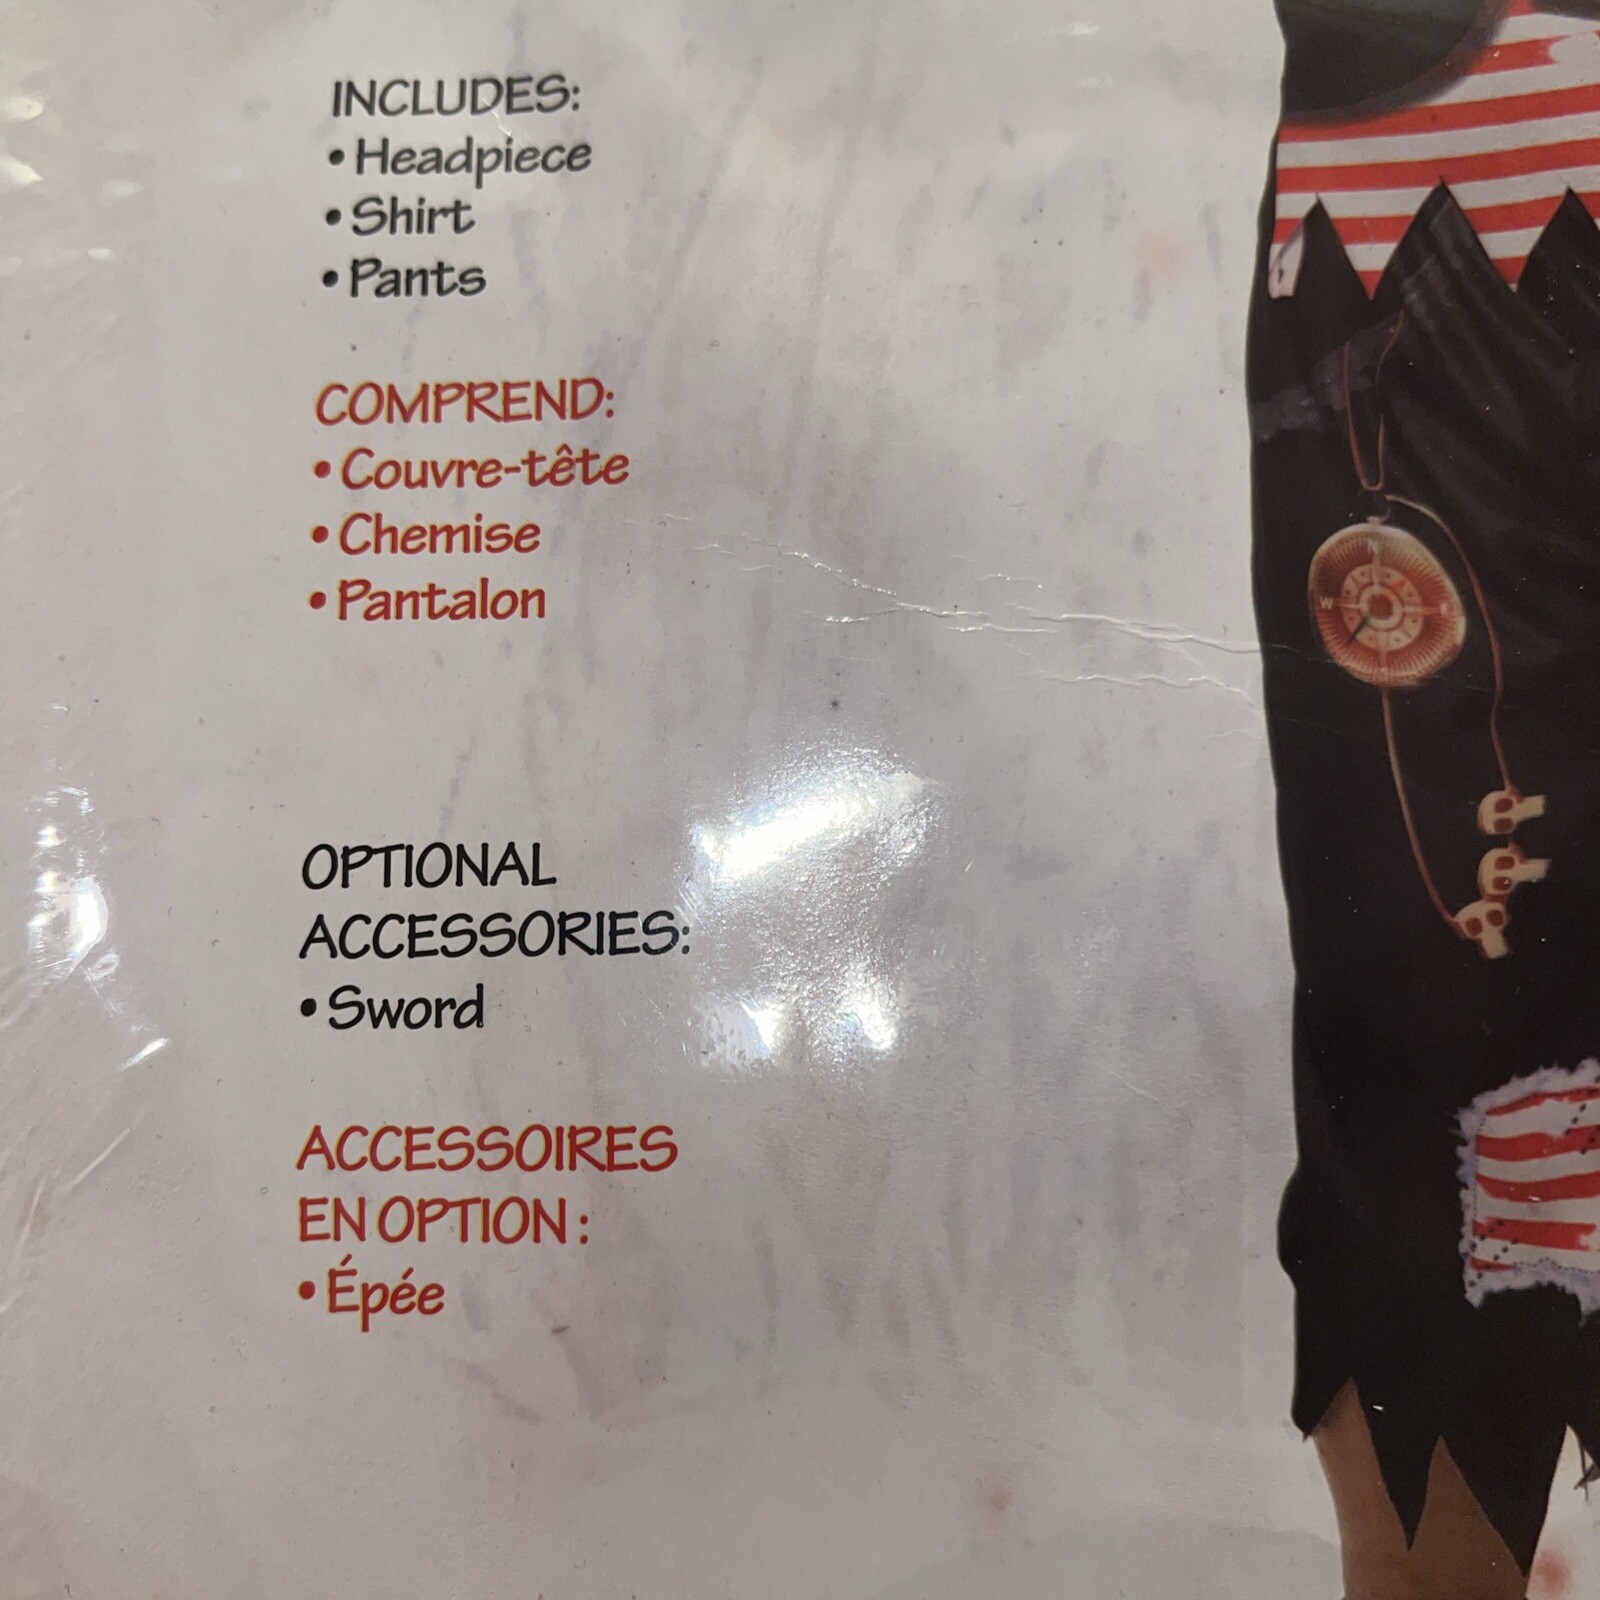 INCLUDES:
• Headpiece
• Shirt
• Pants
COMPREND:
• Couvre-tête
• Chemise
• Pantalon
OPTIONAL
ACCESSORIES:
• Sword
ACCESSOIRES
EN OPTION :
• Épée
N
W
E